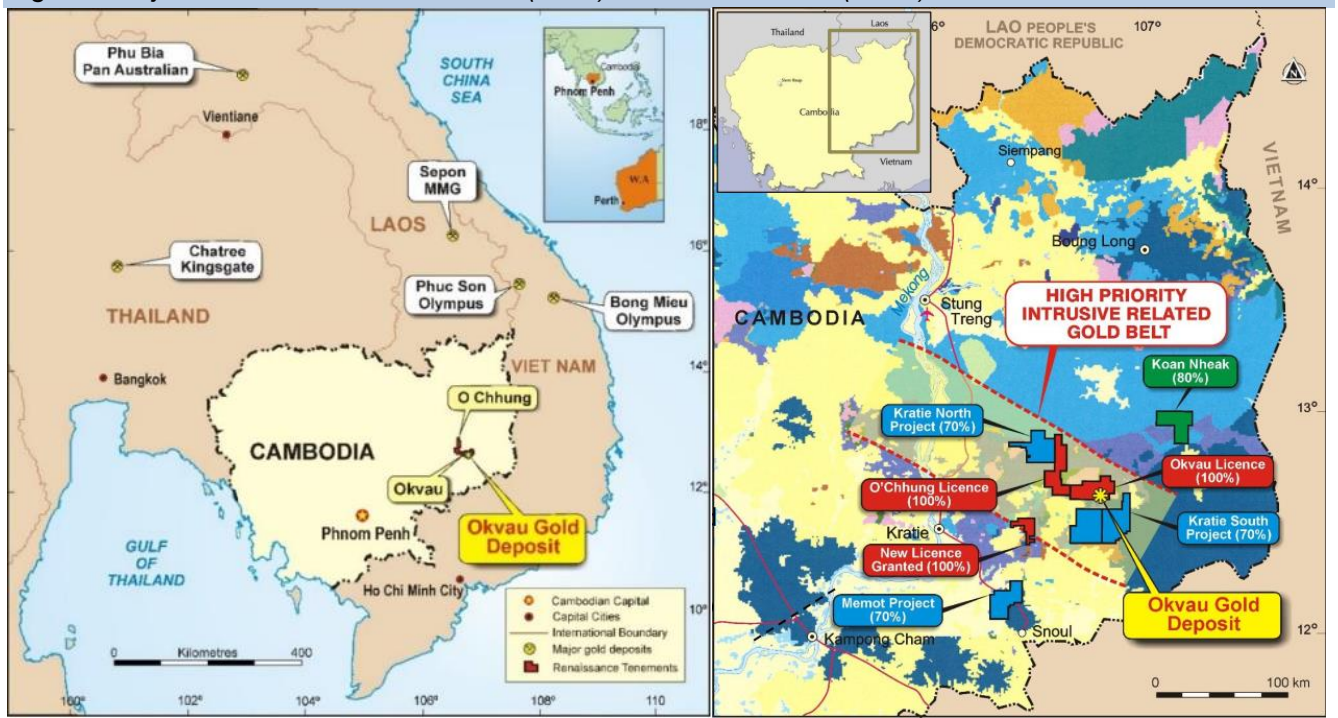 Phu Bia
Pan Australian
Vientiane
SOUTH
CHINA
SEA
Cambodia
Phnom Penh
W.A
Perth
18°
Sepon
MMG
LAOS
16°
Chatree
Kingsgate
Phuc Son
Olympus
Bong Mieu
Olympus
THAILAND
VIET NAM
14°
Bangkok
O Chhung
CAMBODIA
Okvau
12°
Phnom Penh
Okvau Gold
Deposit
GULF
OF
THAILAND
Ho Chi Minh City
10°
Cambodian Capital
Capital Cities
International Boundary
Major gold deposits
Renaissance Tenements
0 Kilometres 400
100° 102° 104° 106° 108° 110
Thailand
Laos
Siem Reap
Cambodia
Vietnam
6°
LAO PEOPLE'S
DEMOCRATIC REPUBLIC
107°
N
Siempang
VIETNAM
14°
Boung Long
Mekong
Stung
Treng
CAMBODIA
HIGH PRIORITY
INTRUSIVE RELATED
GOLD BELT
Koan Nheak
(80%)
13°
Kratie North
Project (70%)
Okvau Licence
(100%)
O'Chhung Licence
(100%)
Kratie South
Project (70%)
Kratie
New Licence
Granted (100%)
Memot Project
(70%)
Okvau Gold
Deposit
Snoul
Kampong Cham
12°
0 100 km